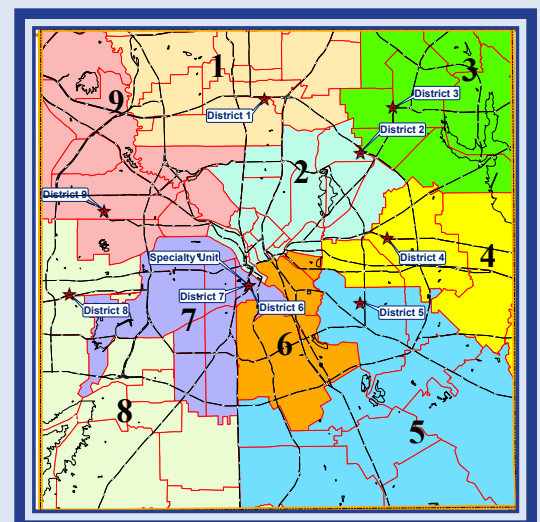 1
3
9
District 3
District 1
District 2
2
District 9
4
District 4
Specialty Unit
District 7
District 6
District 5
District 8
7
6
8
5